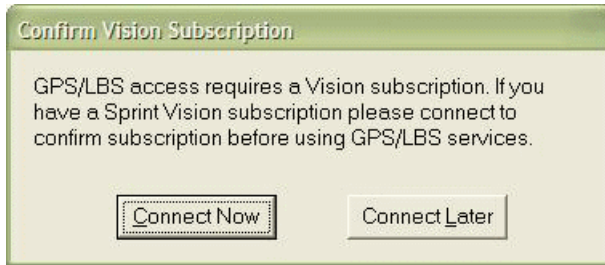 Confirm Vision Subscription
GPS/LBS access requires a Vision subscription. If you
have a Sprint Vision subscription please connect to
confirm subscription before using GPS/LBS services.
Connect Now
Connect Later